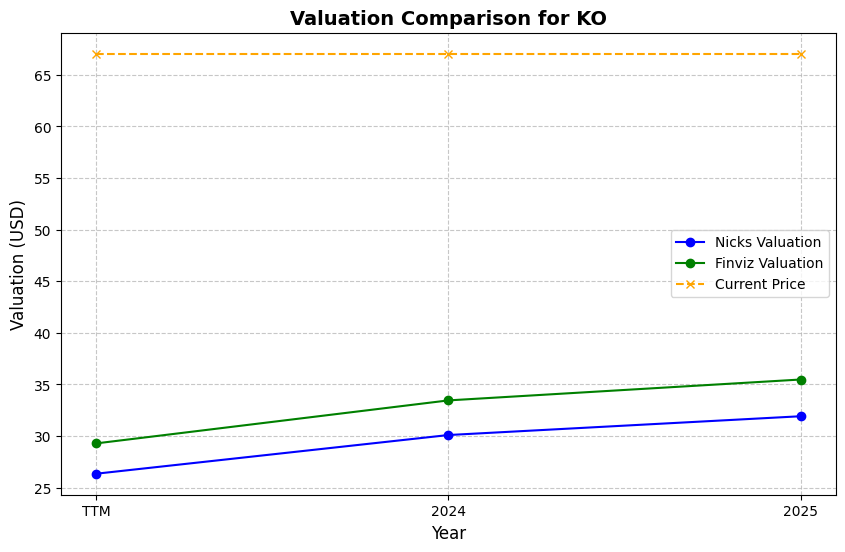 Valuation Comparison for KO
Valuation (USD)
65
60
55
50
45
40
35
30
25
Nicks Valuation
Finviz Valuation
Current Price
TTM
2024
2025
Year